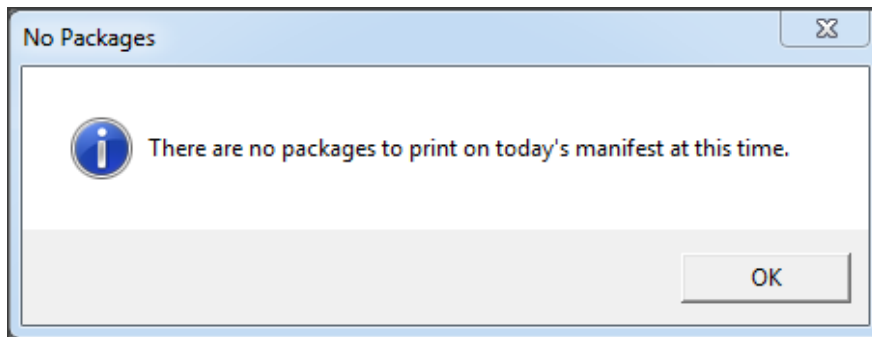 No Packages
There are no packages to print on today's manifest at this time.
OK